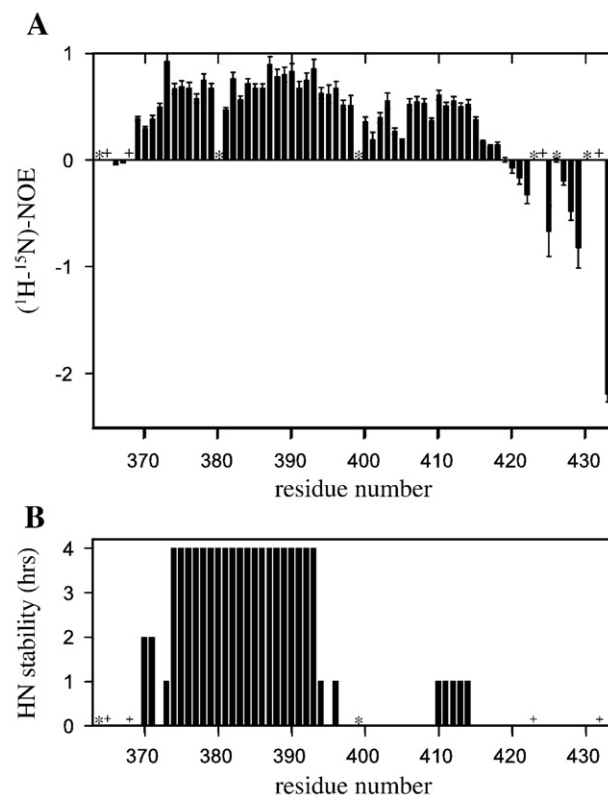 A
1
0
-1
-2
(¹H-¹⁵N)-NOE
* + + * * * + * * +
370 380 390 400 410 420 430
residue number
B
4
3
2
1
0
HN stability (hrs)
* + + * + +
370 380 390 400 410 420 430
residue number